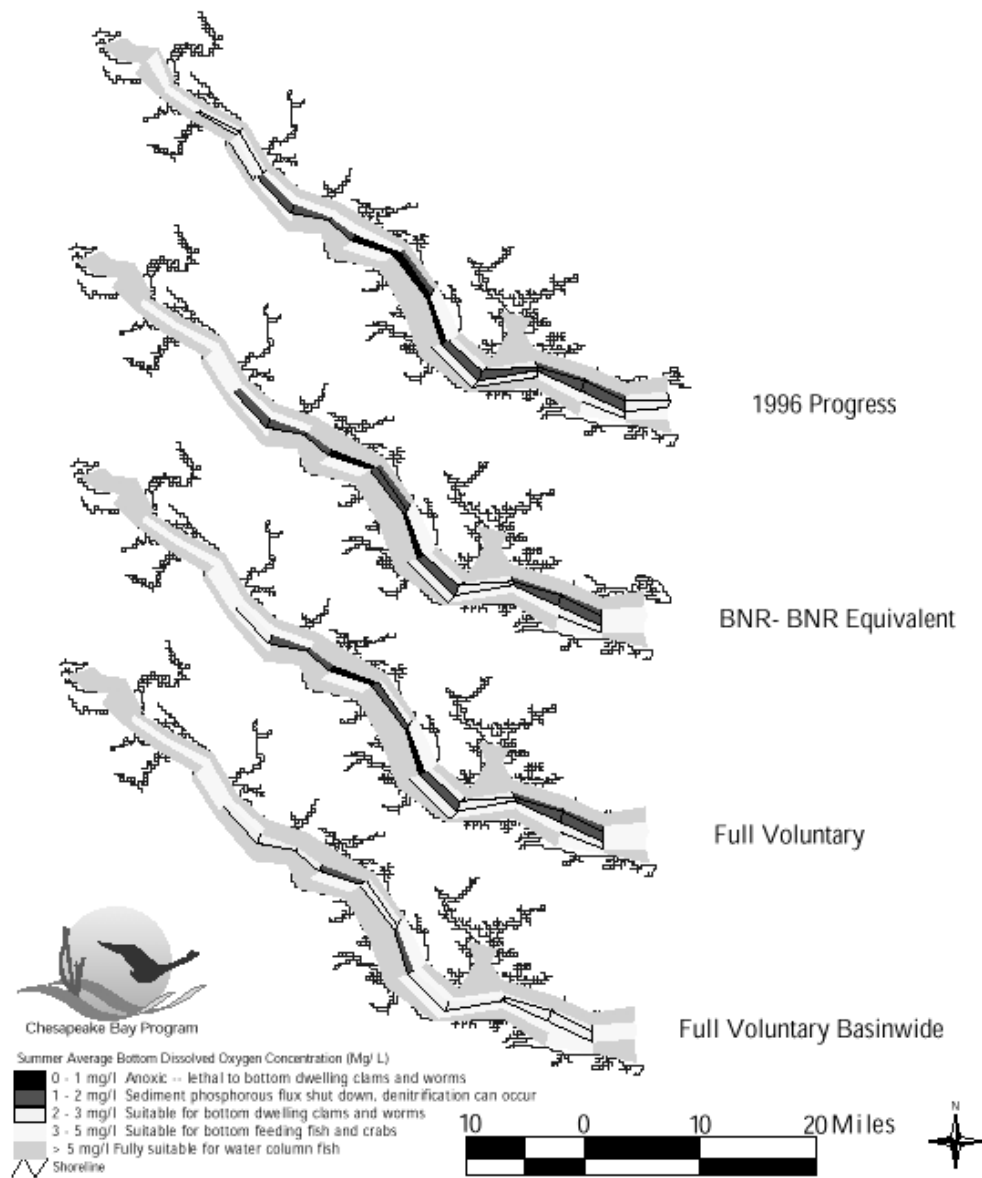 1996 Progress
BNR- BNR Equivalent
Full Voluntary
Full Voluntary Basinwide
Chesapeake Bay Program
Summer Average Bottom Dissolved Oxygen Concentration (Mg/ L)
0 - 1 mg/l Anoxic -- lethal to bottom dwelling clams and worms
1 - 2 mg/l Sediment phosphorous flux shut down, denitrification can occur
2 - 3 mg/l Suitable for bottom dwelling clams and worms
3 - 5 mg/l Suitable for bottom feeding fish and crabs
> 5 mg/l Fully suitable for water column fish
Shoreline
10 0 10 20 Miles
N